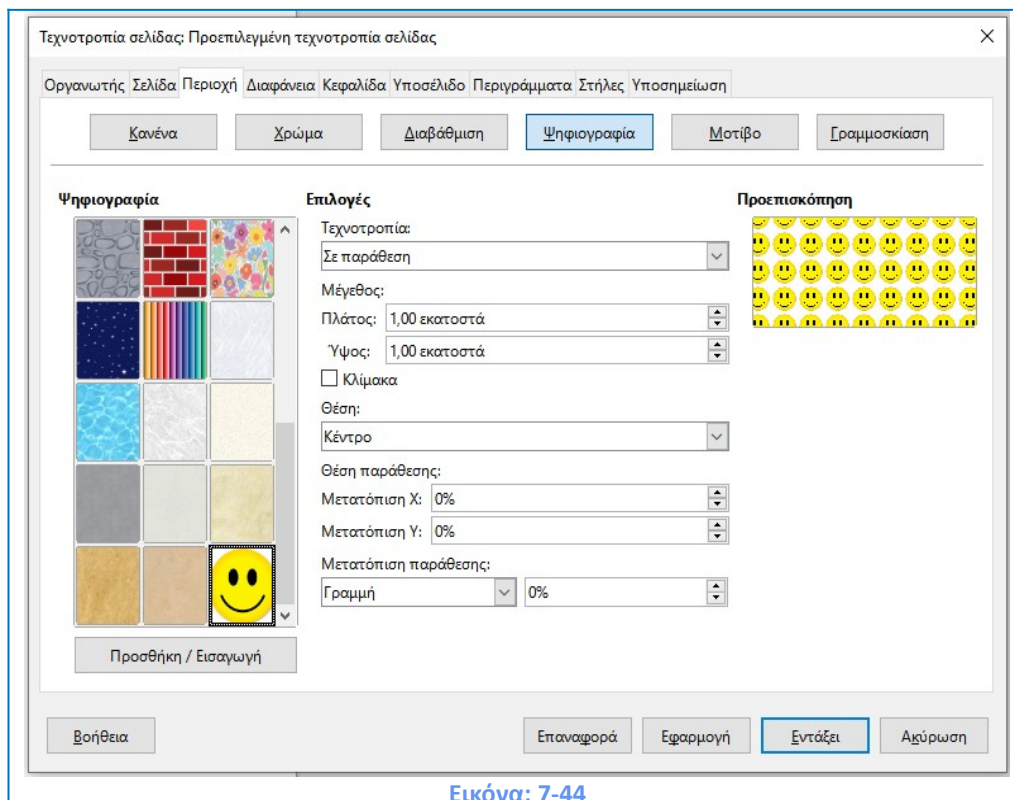 Τεχνοτροπία σελίδας: Προεπιλεγμένη τεχνοτροπία σελίδας
Οργανωτής Σελίδα Περιοχή Διαφάνεια Κεφαλίδα Υποσέλιδο Περιγράμματα Στήλες Υποσημείωση
Κανένα Χρώμα Διαβάθμιση Ψηφιογραφία Μοτίβο Γραμμοσκίαση
Ψηφιογραφία
Επιλογές
Τεχνοτροπία:
Σε παράθεση
Μέγεθος:
Πλάτος: 1,00 εκατοστά
Ύψος: 1,00 εκατοστά
Κλίμακα
Θέση:
Κέντρο
Θέση παράθεσης:
Μετατόπιση X: 0%
Μετατόπιση Y: 0%
Μετατόπιση παράθεσης:
Γραμμή 0%
Προεπισκόπηση
Προσθήκη / Εισαγωγή
Βοήθεια Επαναφορά Εφαρμογή Εντάξει Ακύρωση
Εικόνα: 7-44